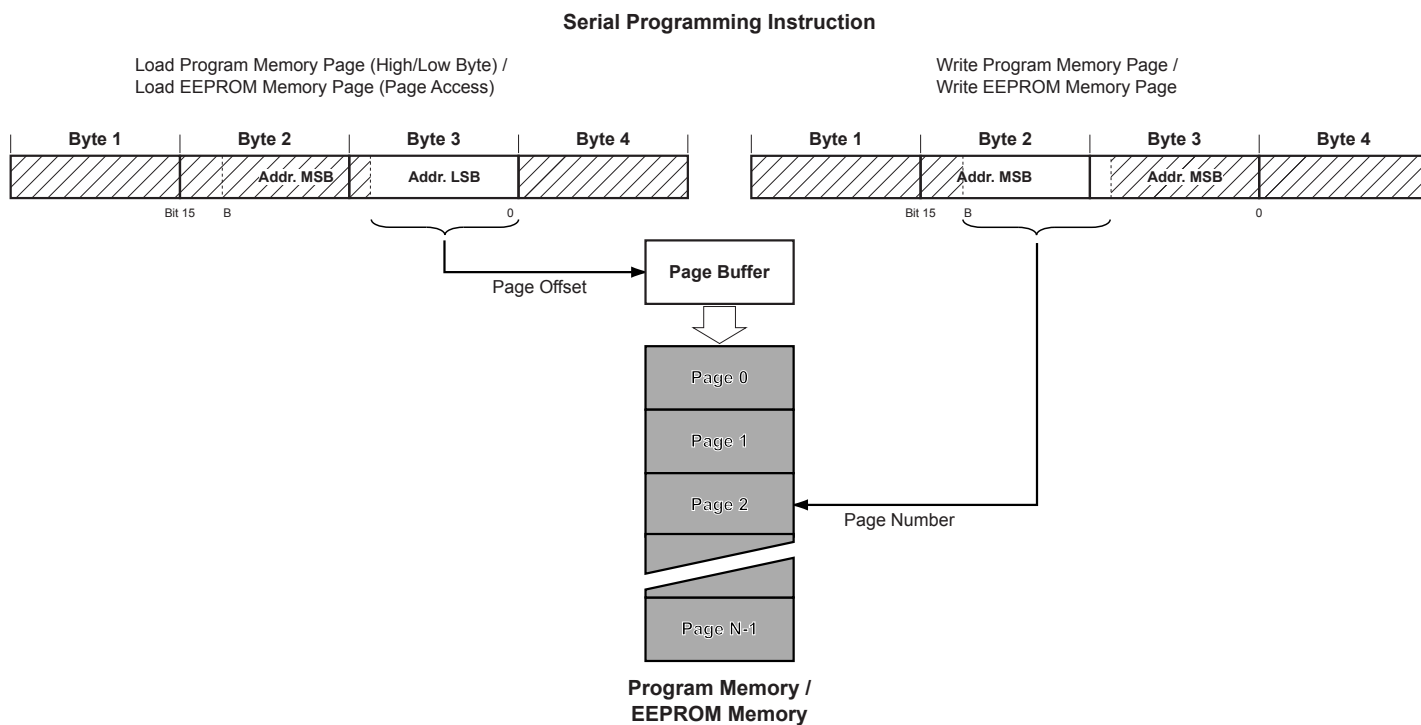 Serial Programming Instruction
Load Program Memory Page (High/Low Byte) /
Load EEPROM Memory Page (Page Access)
Write Program Memory Page /
Write EEPROM Memory Page
Byte 1 Byte 2 Byte 3 Byte 4
Byte 1 Byte 2 Byte 3 Byte 4
Addr. MSB Addr. LSB
Addr. MSB Addr. MSB
Bit 15 B 0
Bit 15 B 0
Page Buffer
Page Offset
Page 0
Page 1
Page 2
Page Number
Page N-1
Program Memory /
EEPROM Memory